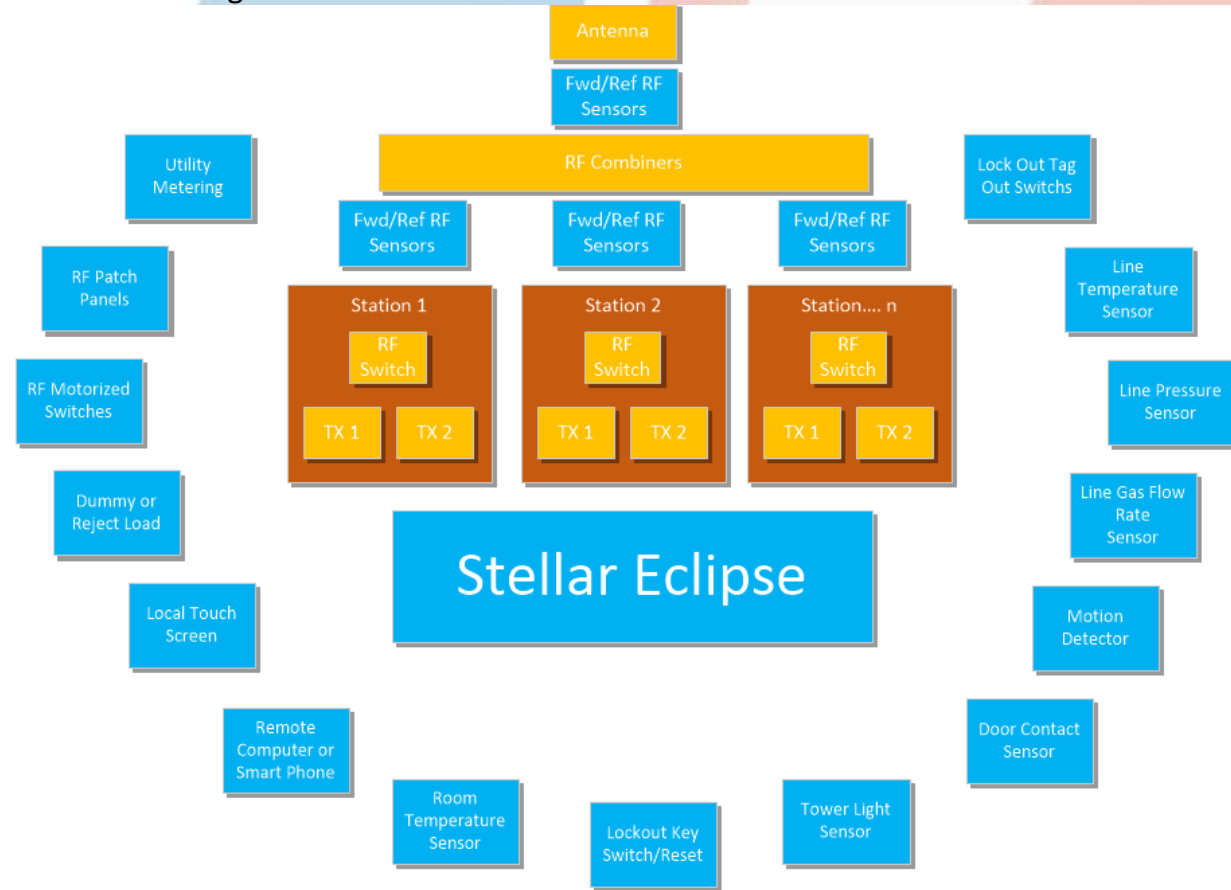 Antenna
Fwd/Ref RF
Sensors
Utility
Metering
RF Combiners
Lock Out Tag
Out Switchs
Fwd/Ref RF
Sensors
Fwd/Ref RF
Sensors
Fwd/Ref RF
Sensors
RF Patch
Panels
Line
Temperature
Sensor
Station 1
RF
Switch
TX 1
TX 2
Station 2
RF
Switch
TX 1
TX 2
Station.... n
RF
Switch
TX 1
TX 2
RF Motorized
Switches
Line Pressure
Sensor
Dummy or
Reject Load
Stellar Eclipse
Line Gas Flow
Rate
Sensor
Local Touch
Screen
Motion
Detector
Remote
Computer or
Smart Phone
Door Contact
Sensor
Room
Temperature
Sensor
Lockout Key
Switch/Reset
Tower Light
Sensor